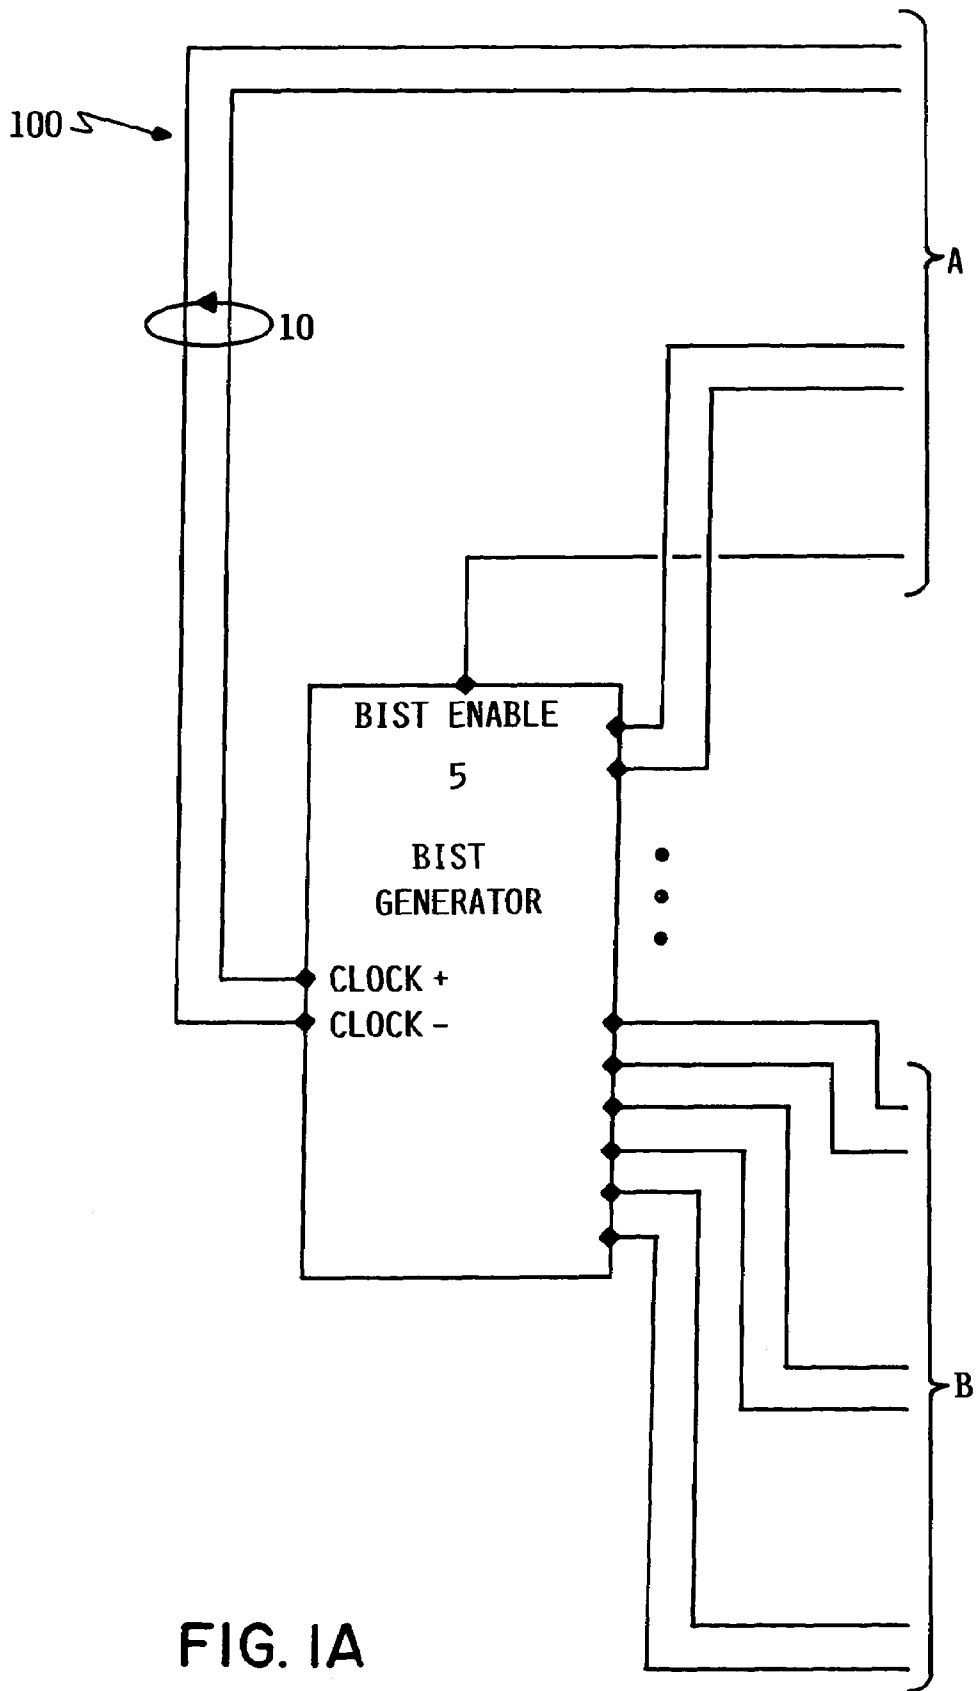 100
A
10
BIST ENABLE
5
BIST
GENERATOR
CLOCK +
CLOCK -
B
FIG. 1A